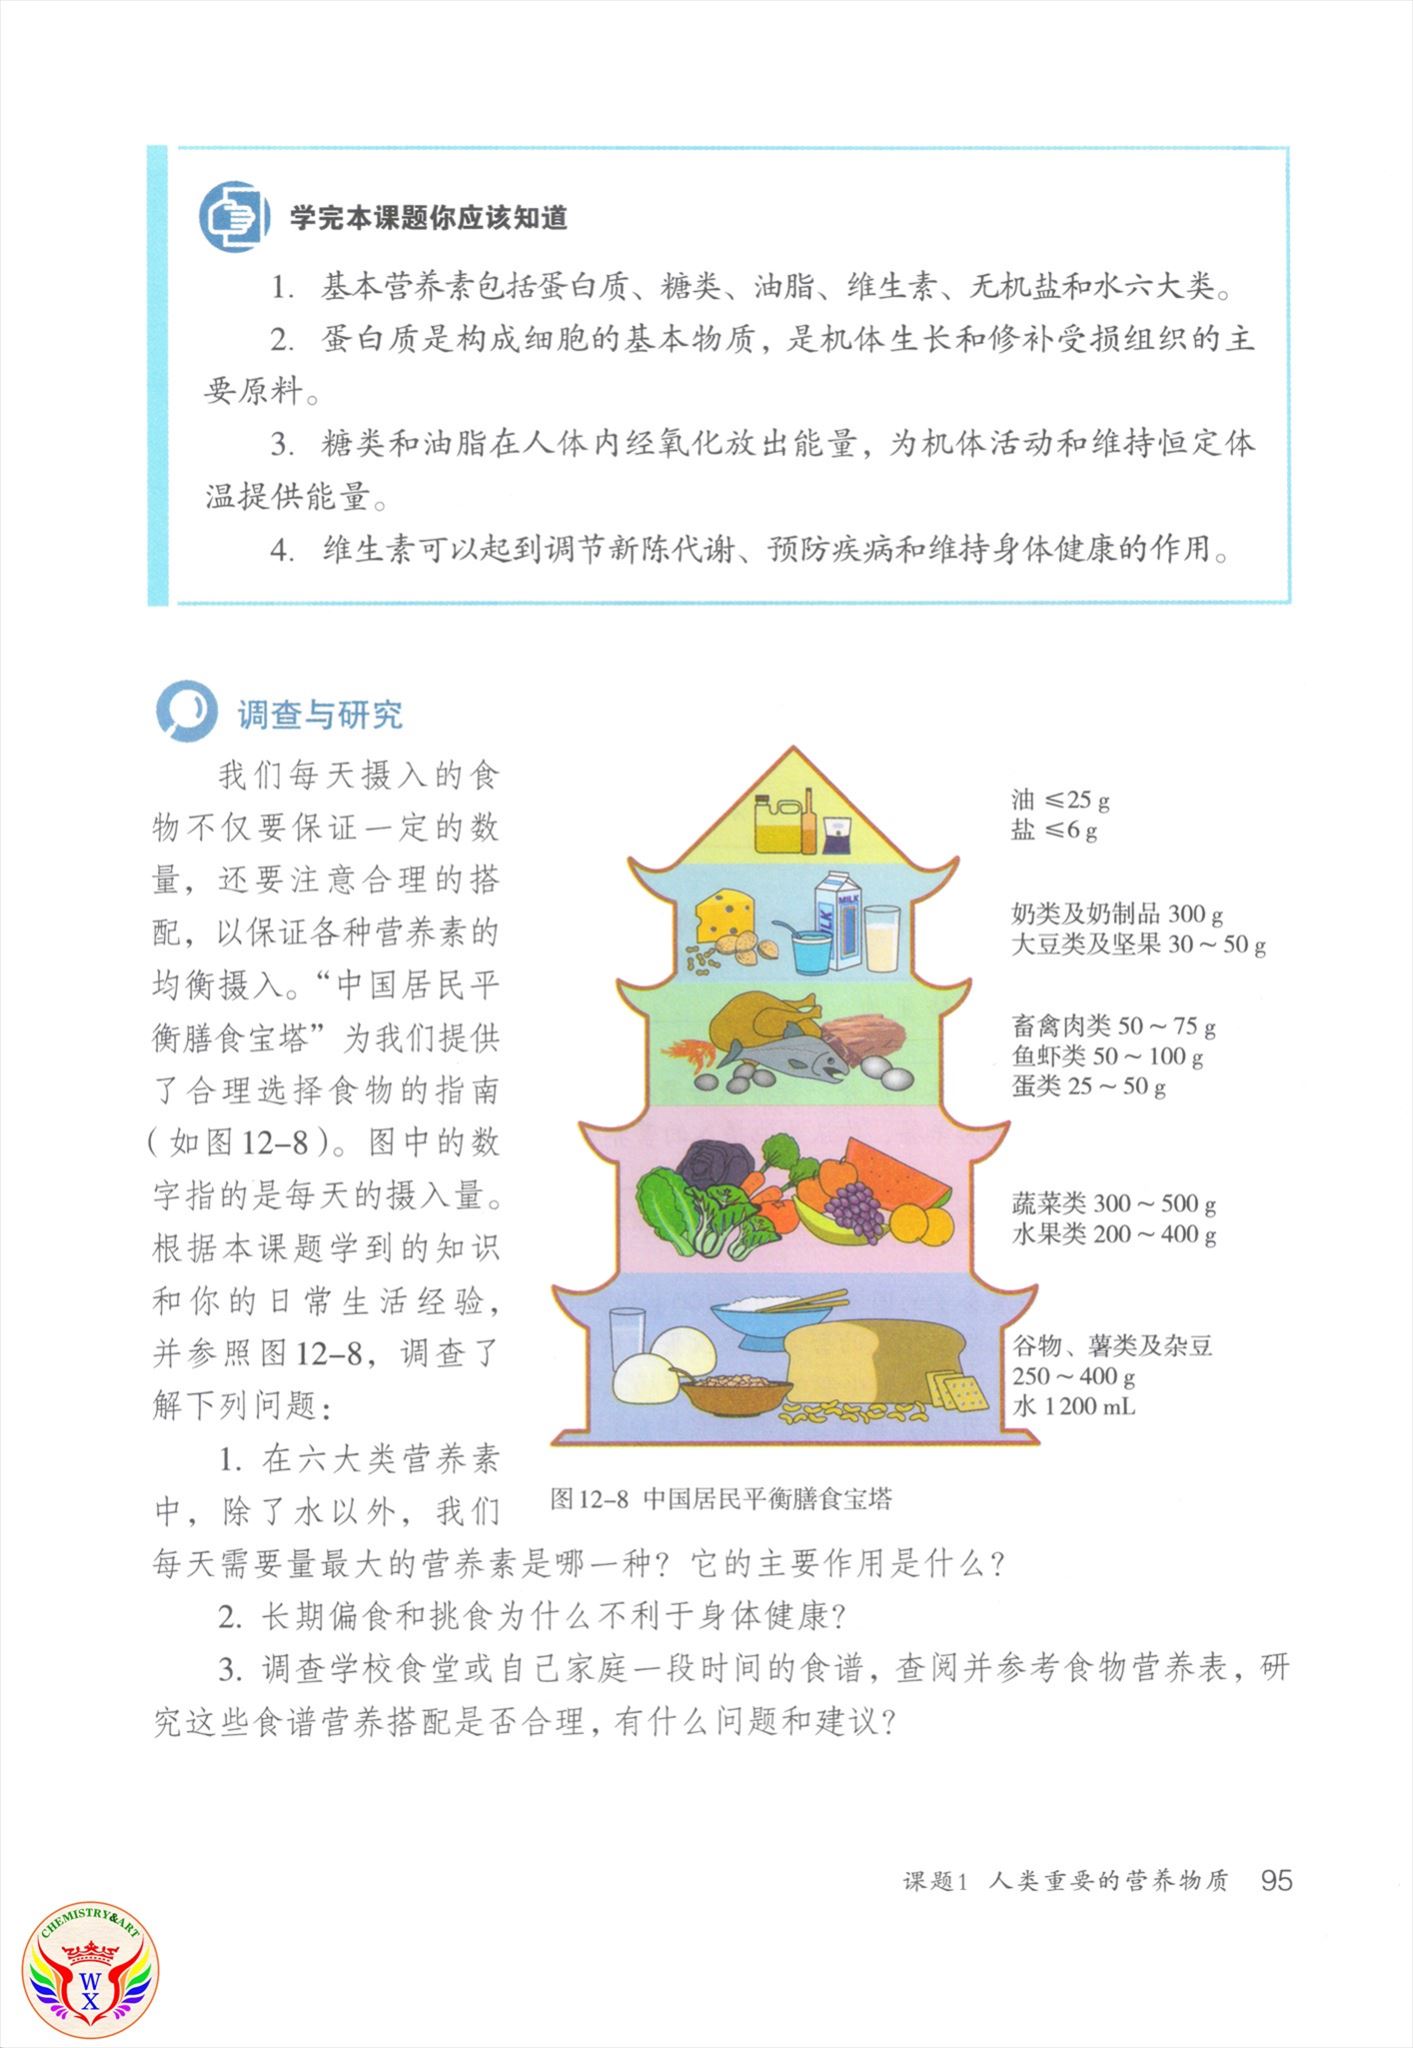 学完本课题你应该知道
1. 基本营养素包括蛋白质、糖类、油脂、维生素、无机盐和水六大类。
2. 蛋白质是构成细胞的基本物质，是机体生长和修补受损组织的主
要原料。
3. 糖类和油脂在人体内经氧化放出能量，为机体活动和维持恒定体
温提供能量。
4. 维生素可以起到调节新陈代谢、预防疾病和维持身体健康的作用。
调查与研究
我们每天摄入的食
物不仅要保证一定的数
量，还要注意合理的搭
配，以保证各种营养素的
均衡摄入。“中国居民平
衡膳食宝塔”为我们提供
了合理选择食物的指南
（如图12-8）。图中的数
字指的是每天的摄入量。
根据本课题学到的知识
和你的日常生活经验，
并参照图12-8，调查了
解下列问题：
1. 在六大类营养素
中，除了水以外，我们
每天需要量最大的营养素是哪一种？它的主要作用是什么？
2. 长期偏食和挑食为什么不利于身体健康？
3. 调查学校食堂或自己家庭一段时间的食谱，查阅并参考食物营养表，研
究这些食谱营养搭配是否合理，有什么问题和建议？
油 ≤25 g
盐 ≤6 g
奶类及奶制品 300 g
大豆类及坚果 30～50 g
畜禽肉类 50～75 g
鱼虾类 50～100 g
蛋类 25～50 g
蔬菜类 300～500 g
水果类 200～400 g
谷物、薯类及杂豆
250～400 g
水 1200 mL
MILK
MILK
图12-8 中国居民平衡膳食宝塔
课题1 人类重要的营养物质 95
CHEMISTRY&ART
W
X